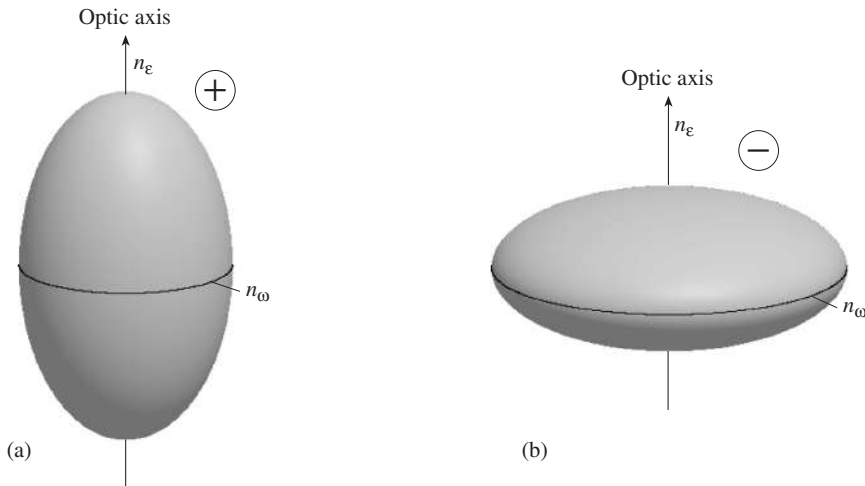 Optic axis
n_ε
+
n_ω
(a)
Optic axis
n_ε
−
n_ω
(b)